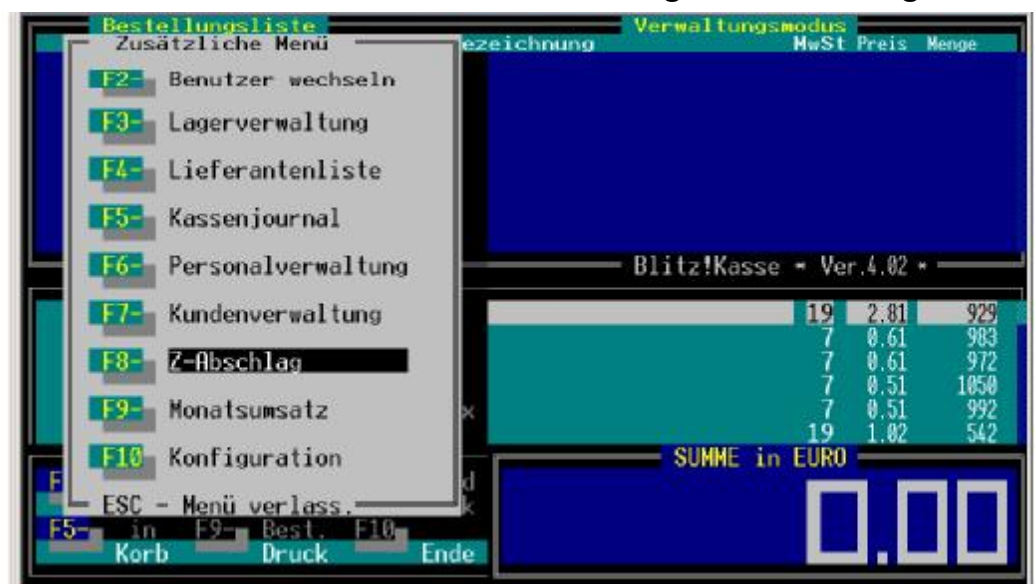 Bestellungsliste Verwaltungsmodus
Zusätzliche Menü ezeichnung MwSt Preis Menge
F2- Benutzer wechseln
F3- Lagerverwaltung
F4- Lieferantenliste
F5- Kassenjournal
F6- Personalverwaltung
Blitz!Kasse * Ver.4.02 *
F7- Kundenverwaltung
19 2.81 929
7 0.61 983
F8- Z-Abschlag
7 0.61 972
7 0.51 1050
F9- Monatsumsatz x
7 0.51 992
19 1.02 542
F10 Konfiguration
SUMME in EURO
F d
ESC - Menü verlass. k
F5- in F9- Best. F10
Korb Druck Ende
0.00